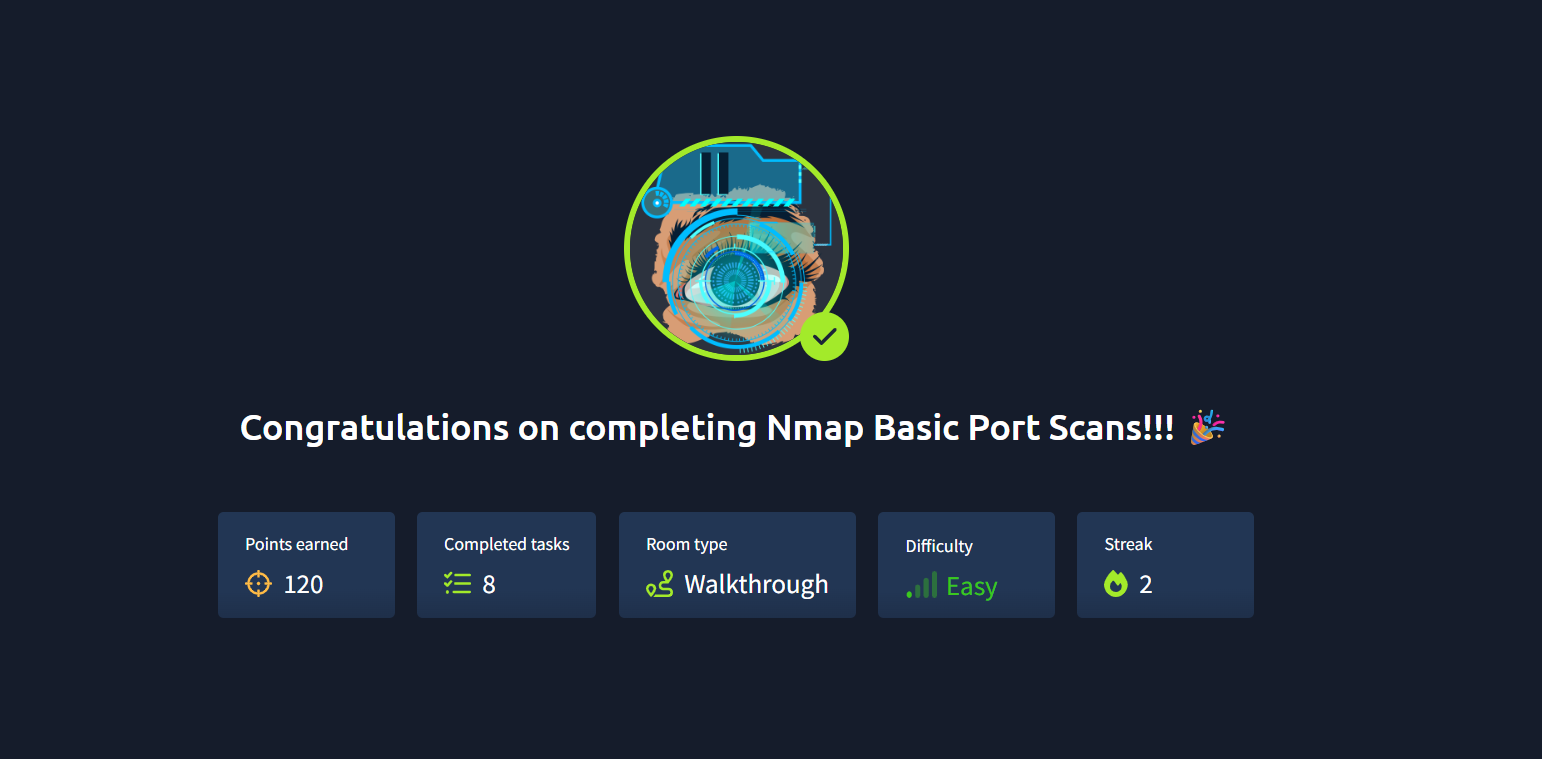 Congratulations on completing Nmap Basic Port Scans!!! 🎉
Points earned
120
Completed tasks
8
Room type
Walkthrough
Difficulty
Easy
Streak
2